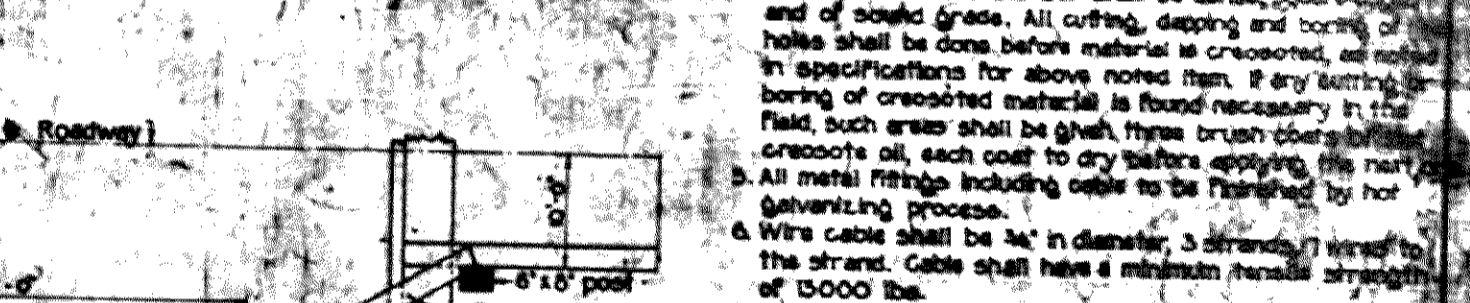 and of sound grade. All cutting, dapping and boring of
holes shall be done before material is creosoted, as noted
in specifications for above noted item. If any cutting or
boring of creosoted material is found necessary in the
field, such areas shall be given three brush coats
creosote oil, each coat to dry before applying the next
5. All metal fittings including cable to be finished by hot
galvanizing process.
6. Wire cable shall be ¾" in diameter, 3 strands, 7 wires to
the strand. Cable shall have a minimum tensile strength
of lbs.
Roadway
6"x8" post